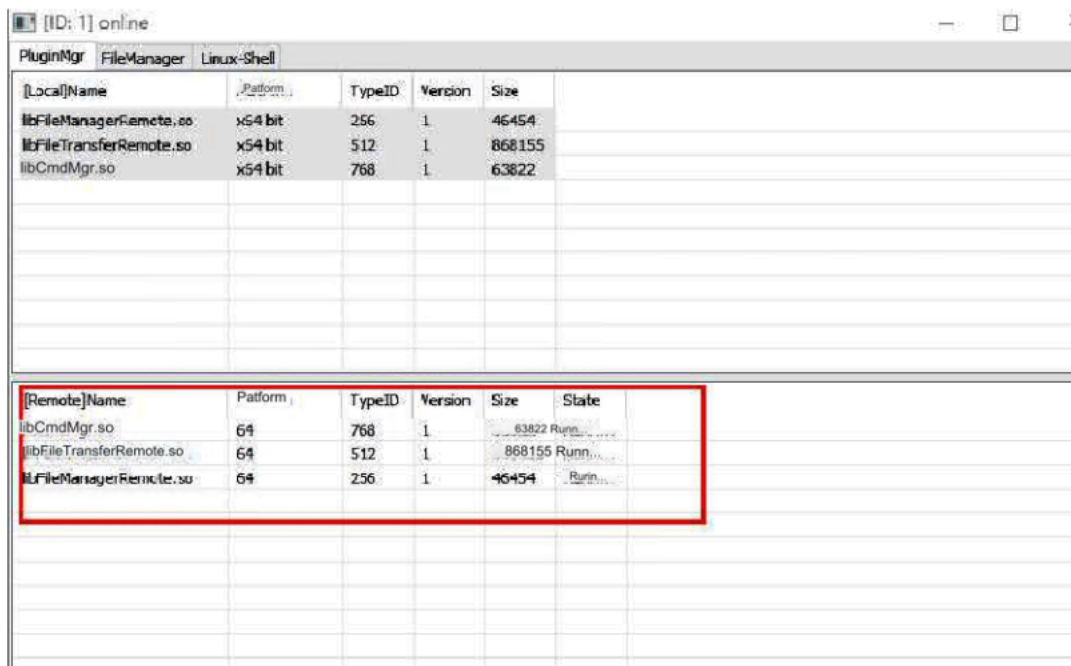 [ID: 1] online
PluginMgr FileManager Linux-Shell
[Local]Name Patform TypeID Version Size
libFileManagerRemote.so x64 bit 256 1 46454
libFileTransferRemote.so x64 bit 512 1 868155
libCmdMgr.so x64 bit 768 1 63822
[Remote]Name Patform TypeID Version Size State
libCmdMgr.so 64 768 1 63822 Runn...
libFileTransferRemote.so 64 512 1 868155 Runn...
libFileManagerRemote.so 64 256 1 46454 Rurin...